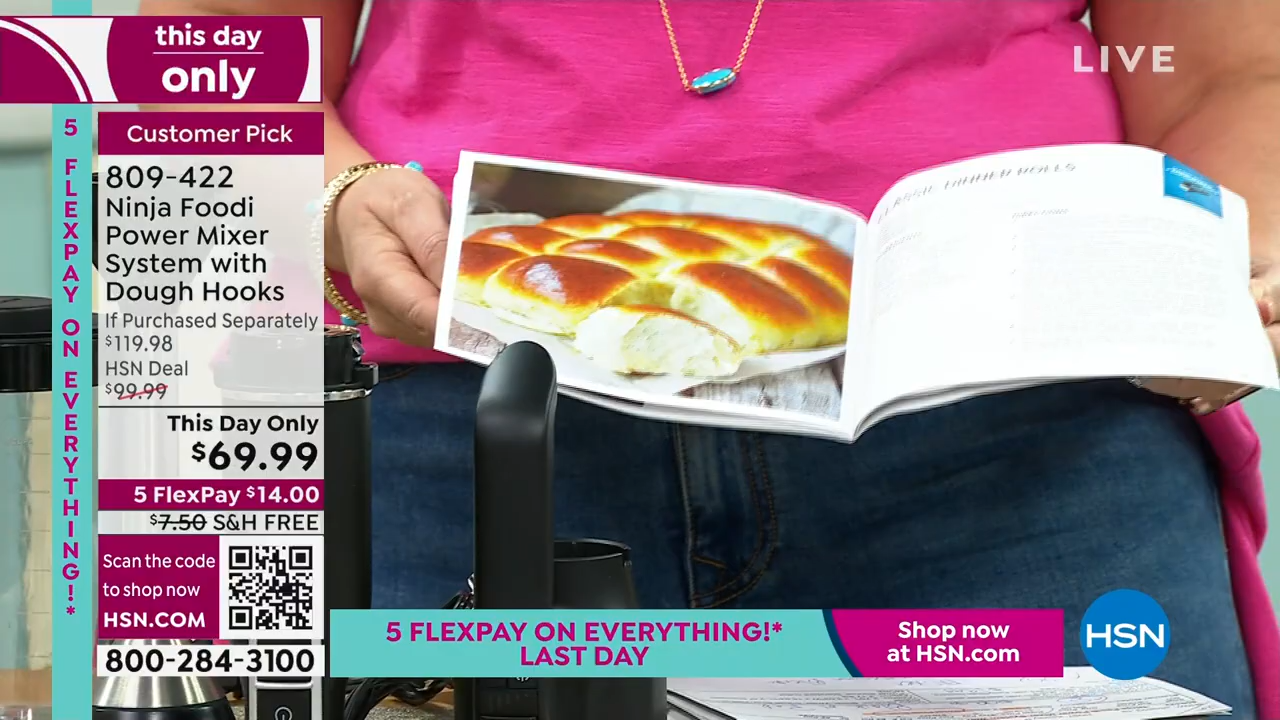 this day
only
LIVE
5 FLEXPAY ON EVERYTHING!*
Customer Pick
809-422
Ninja Foodi
Power Mixer
System with
Dough Hooks
If Purchased Separately
$119.98
HSN Deal
$99.99
This Day Only
$69.99
5 FlexPay $14.00
$7.50 S&H FREE
Scan the code
to shop now
HSN.COM
800-284-3100
CLASSIC DINNER ROLLS
5 FLEXPAY ON EVERYTHING!*
LAST DAY
Shop now
at HSN.com
HSN